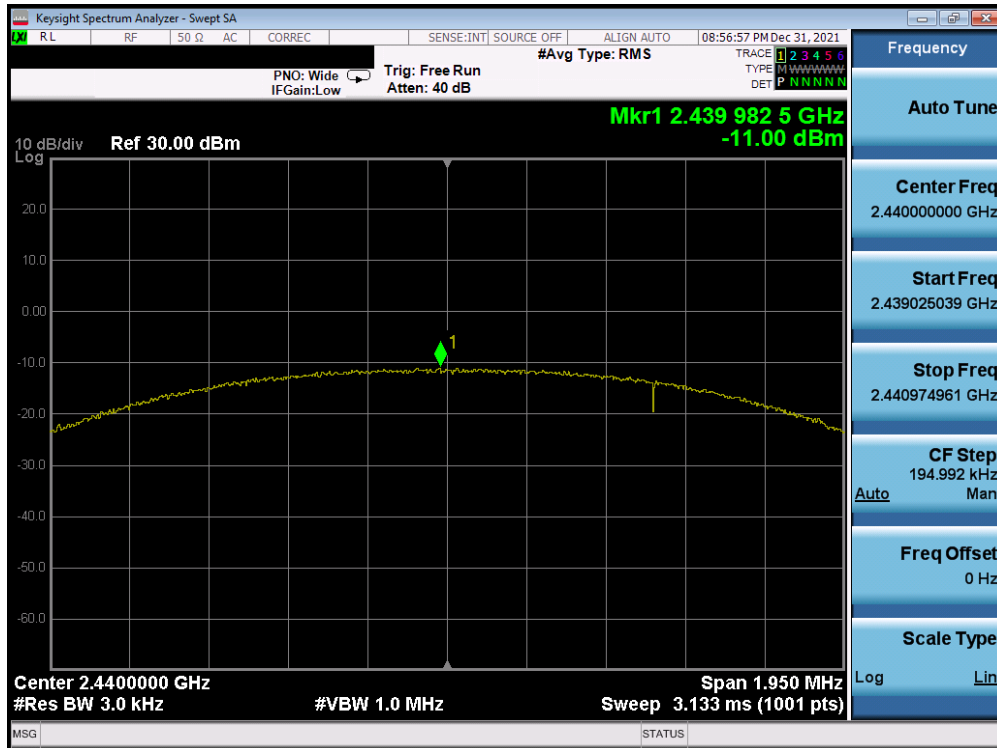 Keysight Spectrum Analyzer - Swept SA
LXI RL RF 50 Ω AC CORREC SENSE:INT SOURCE OFF ALIGN AUTO 08:56:57 PM Dec 31, 2021
#Avg Type: RMS
TRACE 1 2 3 4 5 6
PNO: Wide Trig: Free Run TYPE M WWWWW
IFGain:Low Atten: 40 dB DET P N N N N N
Mkr1 2.439 982 5 GHz
-11.00 dBm
10 dB/div Ref 30.00 dBm
Log
20.0
10.0
0.00
1
-10.0
-20.0
-30.0
-40.0
-50.0
-60.0
Center 2.4400000 GHz Span 1.950 MHz
#Res BW 3.0 kHz #VBW 1.0 MHz Sweep 3.133 ms (1001 pts)
MSG STATUS
Frequency
Auto Tune
Center Freq
2.440000000 GHz
Start Freq
2.439025039 GHz
Stop Freq
2.440974961 GHz
CF Step
194.992 kHz
Auto Man
Freq Offset
0 Hz
Scale Type
Log Lin